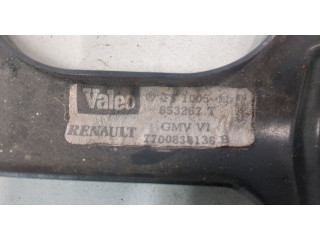 Valeo
853267 T
RENAULT GMV V1
7700838136 B